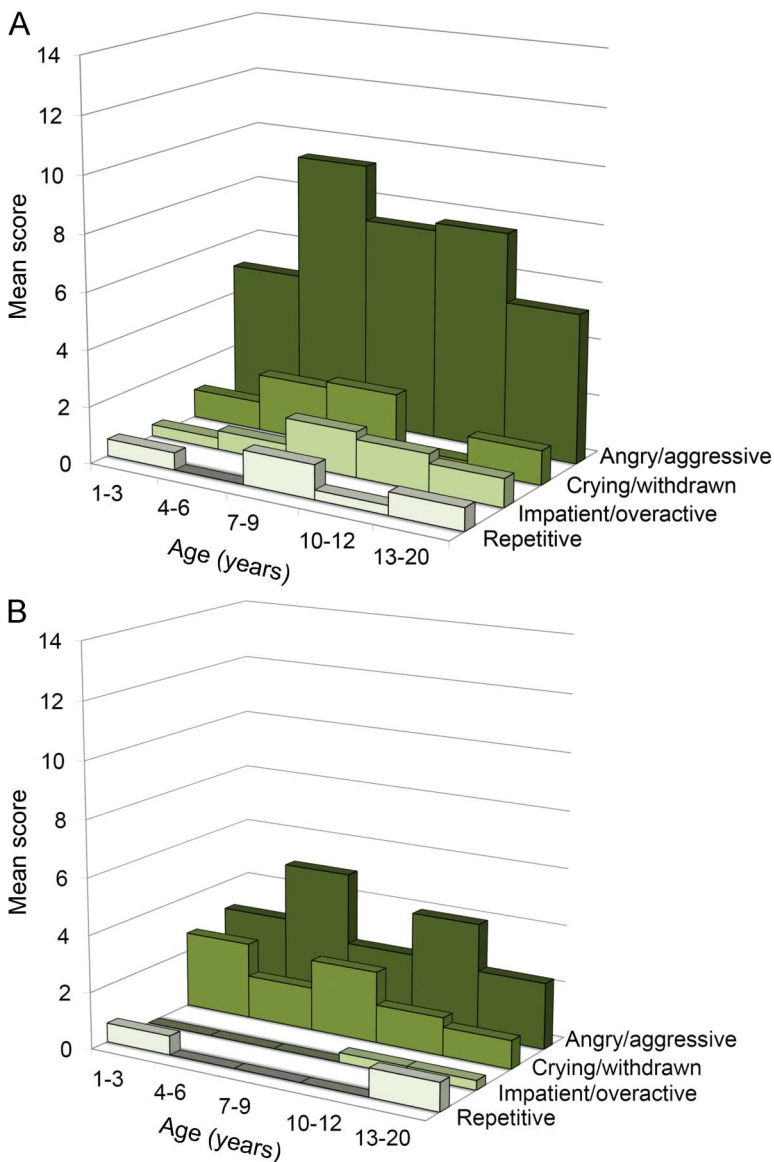 A
14
12
10
8
6
4
2
0
Mean score
1-3
4-6
7-9
10-12
13-20
Age (years)
Angry/aggressive
Crying/withdrawn
Impatient/overactive
Repetitive
B
14
12
10
8
6
4
2
0
Mean score
1-3
4-6
7-9
10-12
13-20
Age (years)
Angry/aggressive
Crying/withdrawn
Impatient/overactive
Repetitive